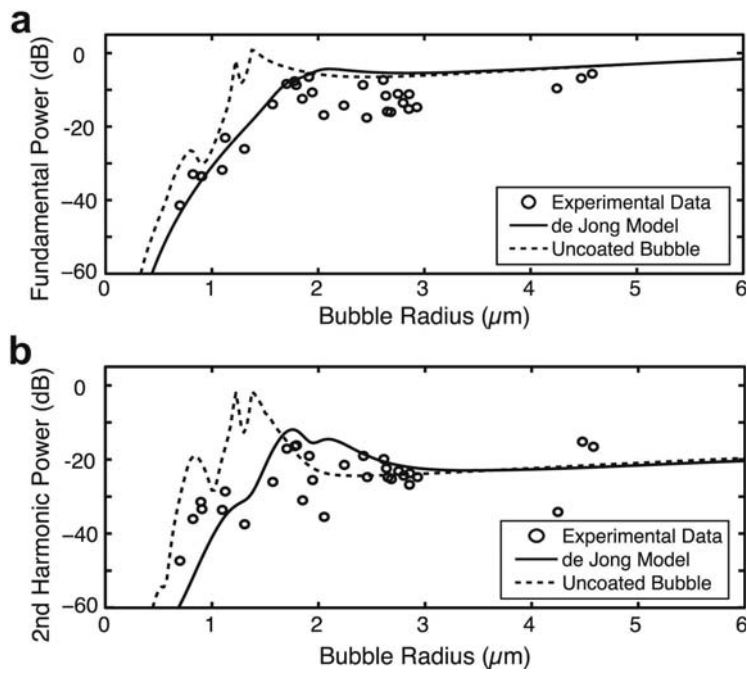 a
Fundamental Power (dB)
0
-20
-40
-60
0 1 2 3 4 5 6
Bubble Radius (µm)
Experimental Data
de Jong Model
Uncoated Bubble
b
2nd Harmonic Power (dB)
0
-20
-40
-60
0 1 2 3 4 5 6
Bubble Radius (µm)
Experimental Data
de Jong Model
Uncoated Bubble